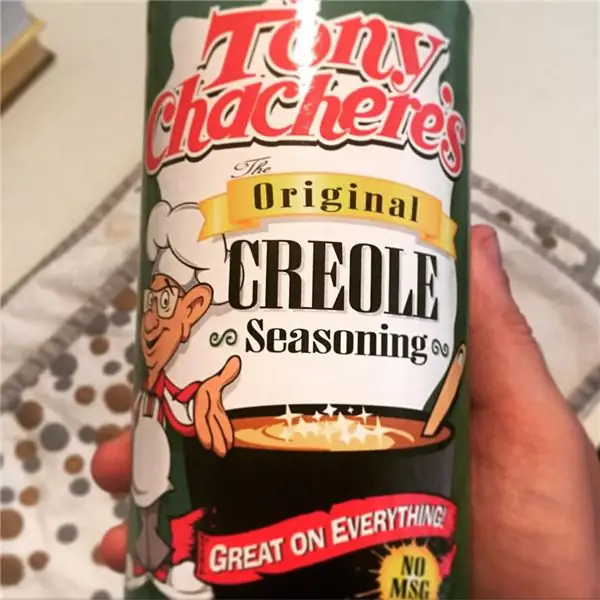 Tony
Chachere's
The
Original
CREOLE
Seasoning
GREAT ON EVERYTHING!
NO
MSG